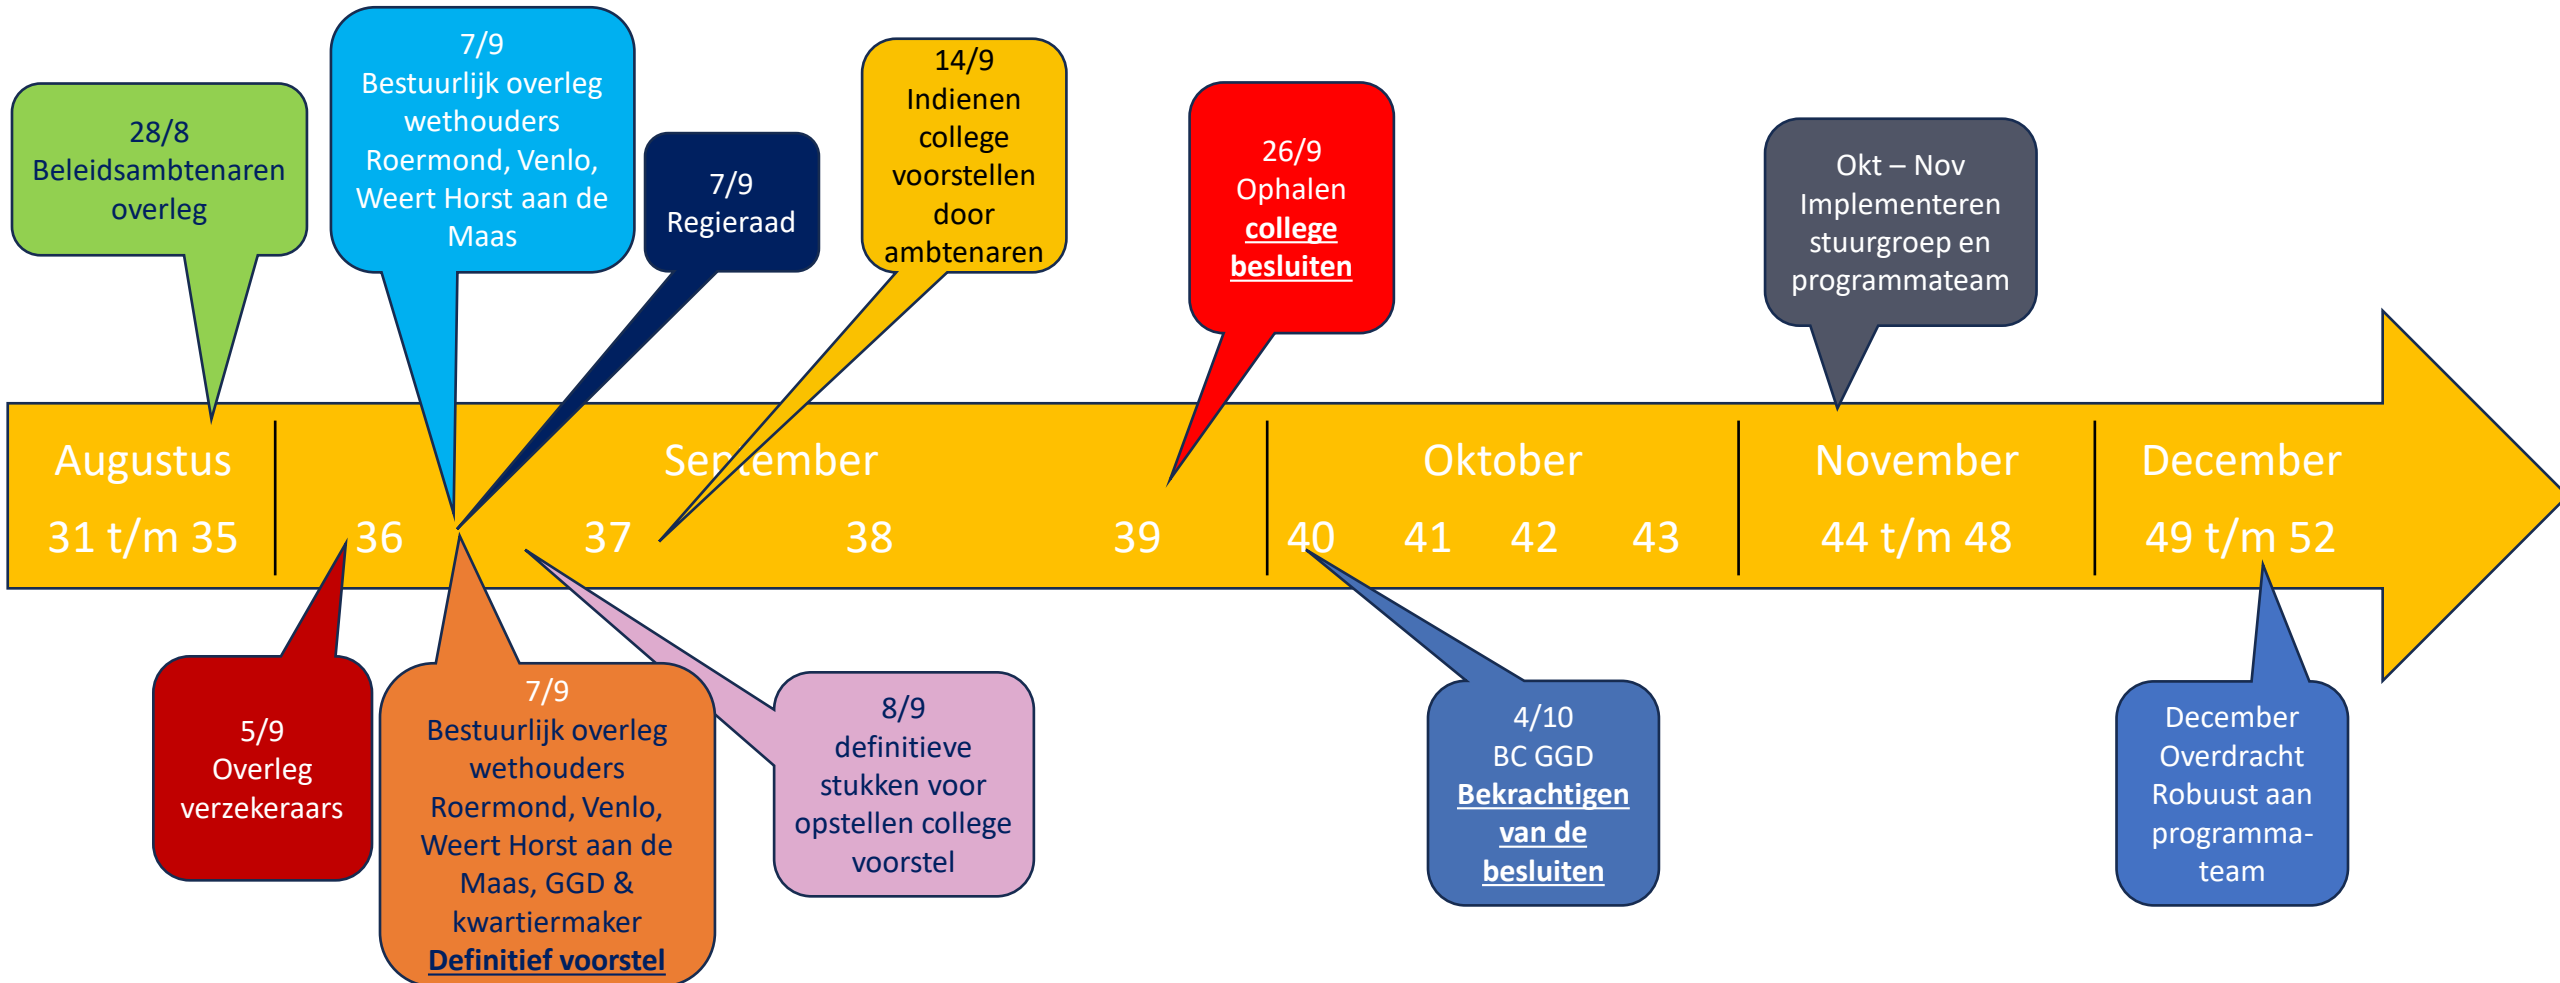 28/8
Beleidsambtenaren
overleg
7/9
Bestuurlijk overleg
wethouders
Roermond, Venlo,
Weert Horst aan de
Maas
7/9
Regieraad
14/9
Indienen
college
voorstellen
door
ambtenaren
26/9
Ophalen
college
besluiten
Okt – Nov
Implementeren
stuurgroep en
programmateam
Augustus
September
Oktober
November
December
31 t/m 35
36
37
38
39
40
41
42
43
44 t/m 48
49 t/m 52
5/9
Overleg
verzekeraars
7/9
Bestuurlijk overleg
wethouders
Roermond, Venlo,
Weert Horst aan de
Maas, GGD &
kwartiermaker
Definitief voorstel
8/9
definitieve
stukken voor
opstellen college
voorstel
4/10
BC GGD
Bekrachtigen
van de
besluiten
December
Overdracht
Robuust aan
programma-
team